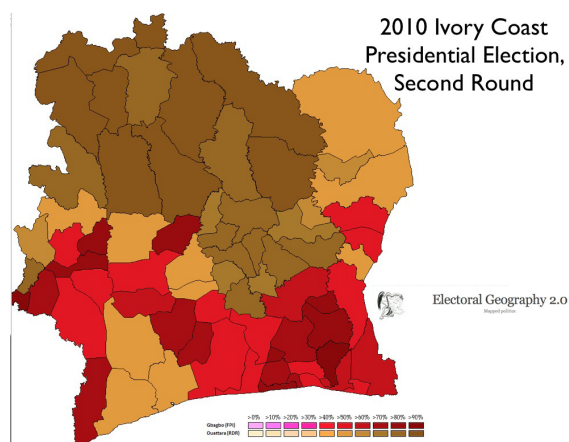 2010 Ivory Coast
Presidential Election,
Second Round
Electoral Geography 2.0
Mapped politics
>0% >10% >20% >30% >40% >50% >60% >70% >80% >90%
Gbagbo (FPI)
Ouattara (RDR)